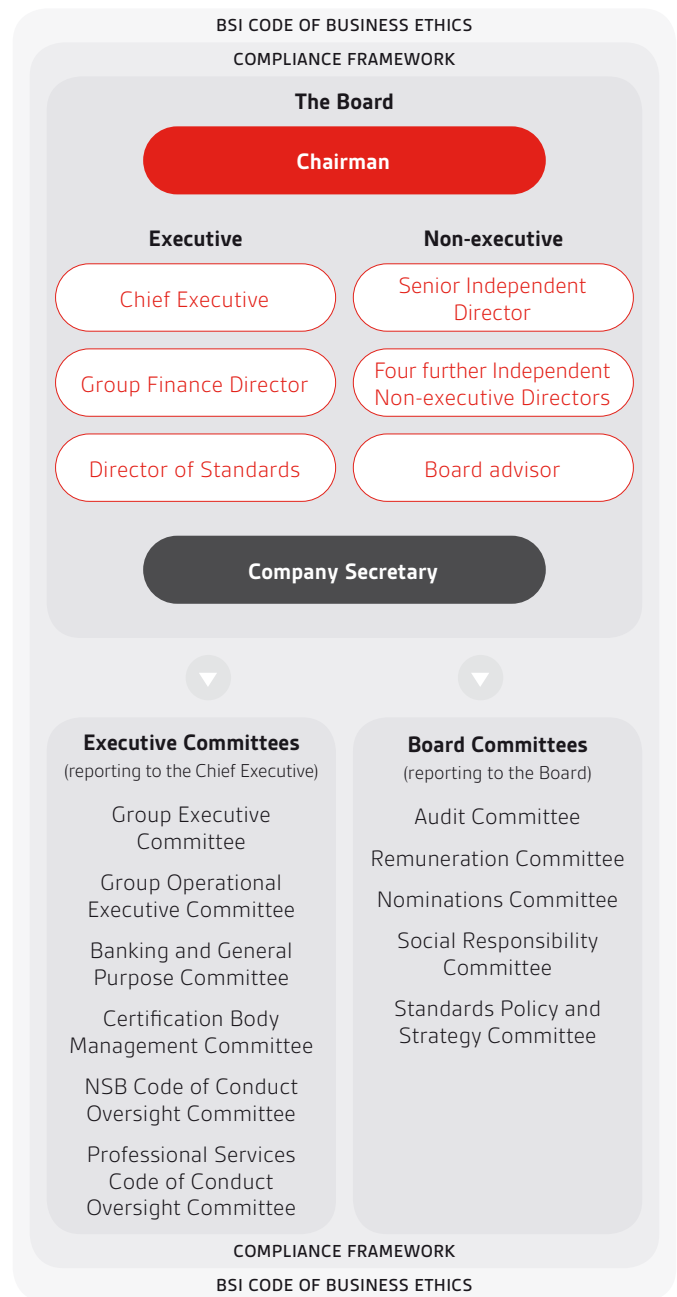 BSI CODE OF BUSINESS ETHICS
COMPLIANCE FRAMEWORK
The Board
Chairman
Executive
Chief Executive
Group Finance Director
Director of Standards
Non-executive
Senior Independent
Director
Four further Independent
Non-executive Directors
Board advisor
Company Secretary
Executive Committees
(reporting to the Chief Executive)
Group Executive
Committee
Group Operational
Executive Committee
Banking and General
Purpose Committee
Certification Body
Management Committee
NSB Code of Conduct
Oversight Committee
Professional Services
Code of Conduct
Oversight Committee
Board Committees
(reporting to the Board)
Audit Committee
Remuneration Committee
Nominations Committee
Social Responsibility
Committee
Standards Policy and
Strategy Committee
COMPLIANCE FRAMEWORK
BSI CODE OF BUSINESS ETHICS